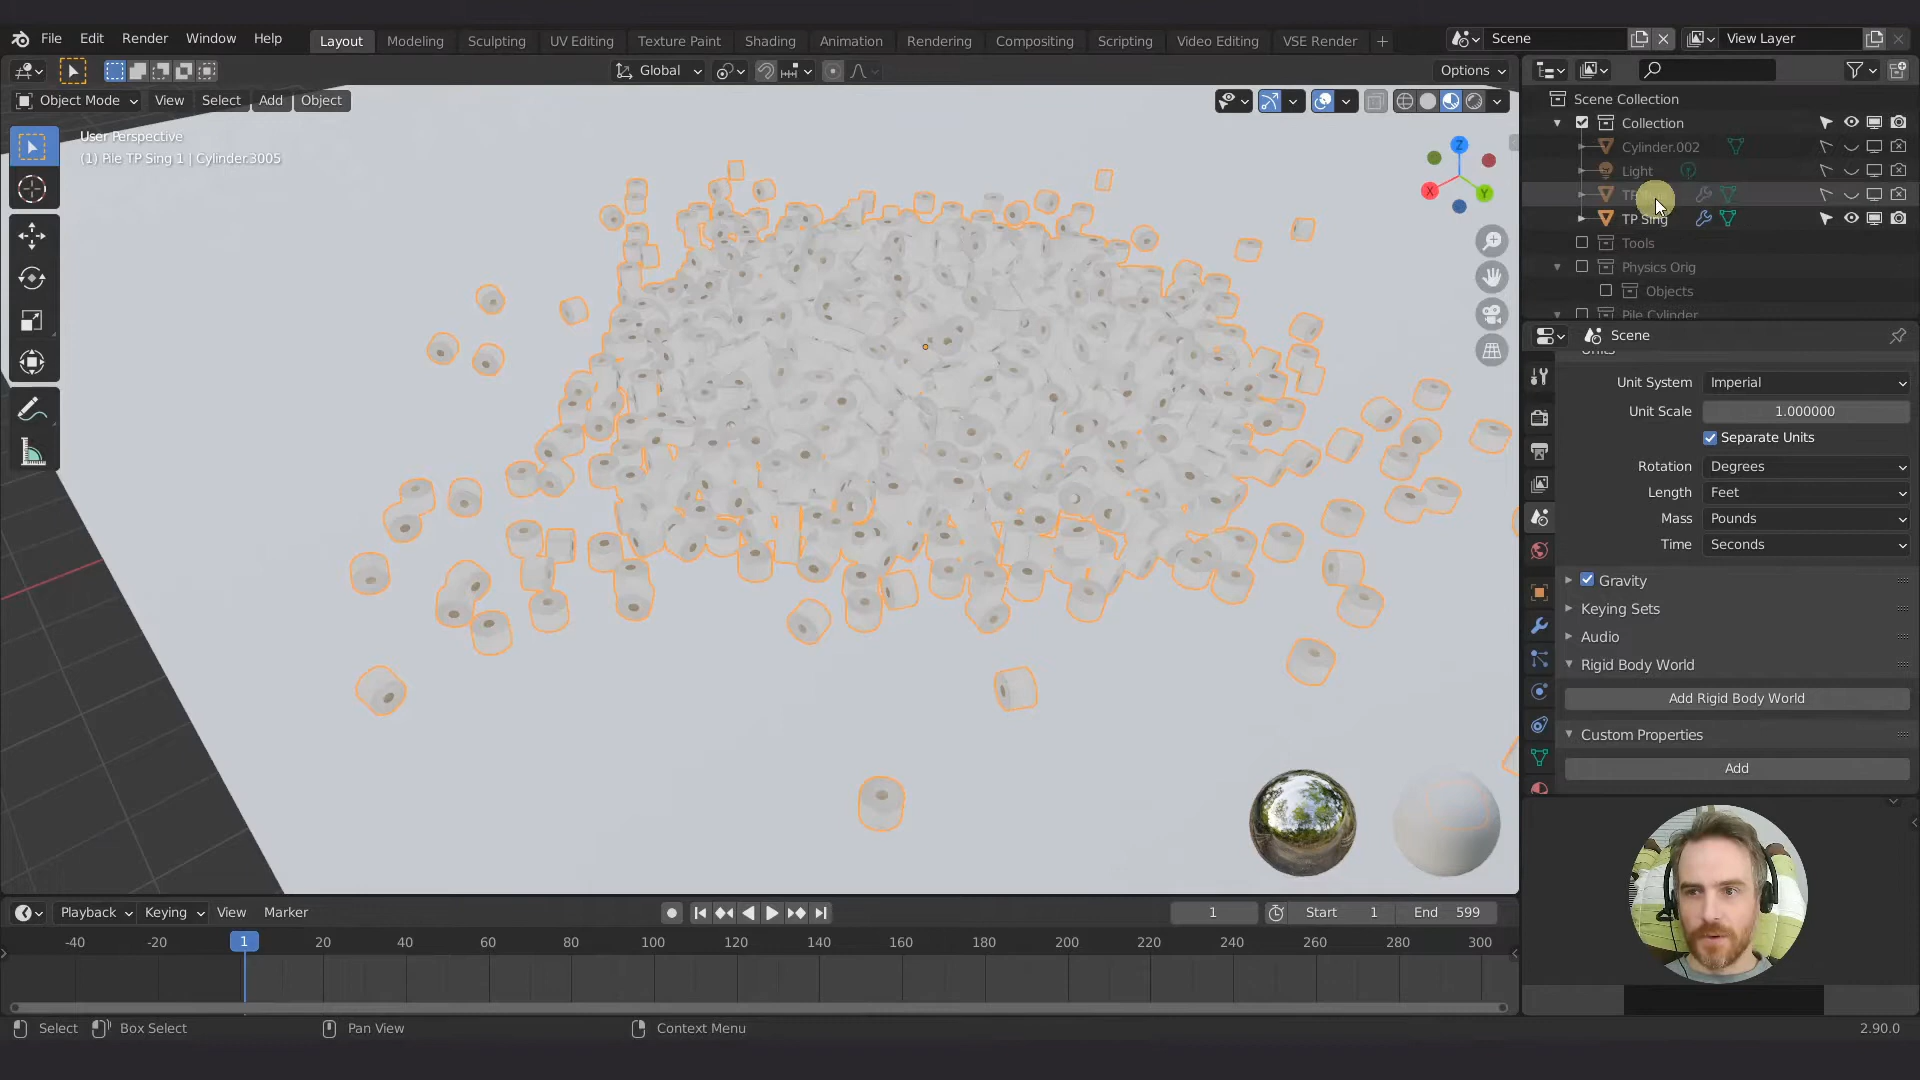 File Edit Render Window Help Layout Modeling Sculpting UV Editing Texture Paint Shading Animation Rendering Compositing Scripting Video Editing VSE Render + Scene View Layer
Global Options
Object Mode View Select Add Object
User Perspective
(1) Pile TP Sing 1 | Cylinder.3005
X Y Z
Scene Collection
Collection
Cylinder.002
Light
TP Sing
Tools
Physics Orig
Objects
Pile Cylinder
Scene
Units
Unit System Imperial
Unit Scale 1.000000
Separate Units
Rotation Degrees
Length Feet
Mass Pounds
Time Seconds
Gravity
Keying Sets
Audio
Rigid Body World
Add Rigid Body World
Custom Properties
Add
Playback Keying View Marker 1 Start 1 End 599
-40 -20 1 20 40 60 80 100 120 140 160 180 200 220 240 260 280 300
Select Box Select Pan View Context Menu 2.90.0